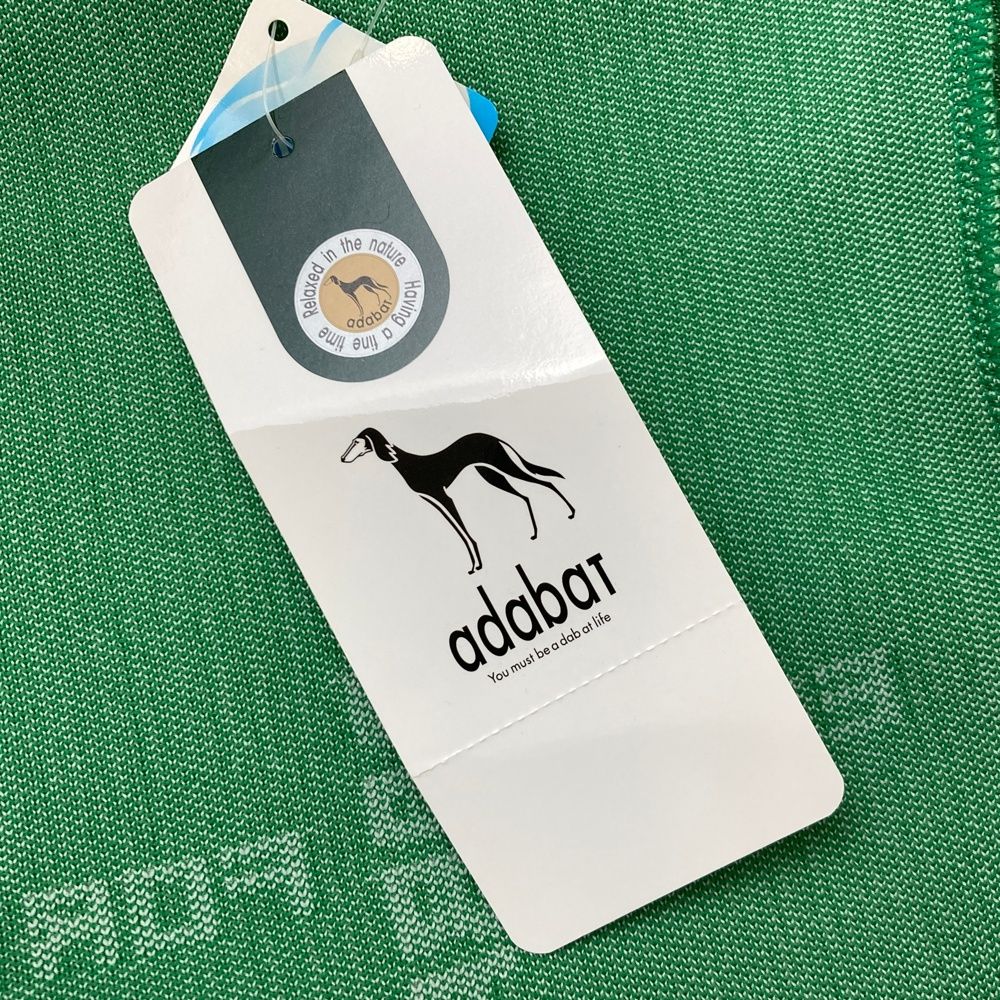 Relaxed in the nature
Having a fine time
adabat
adabat
You must be a dab at life